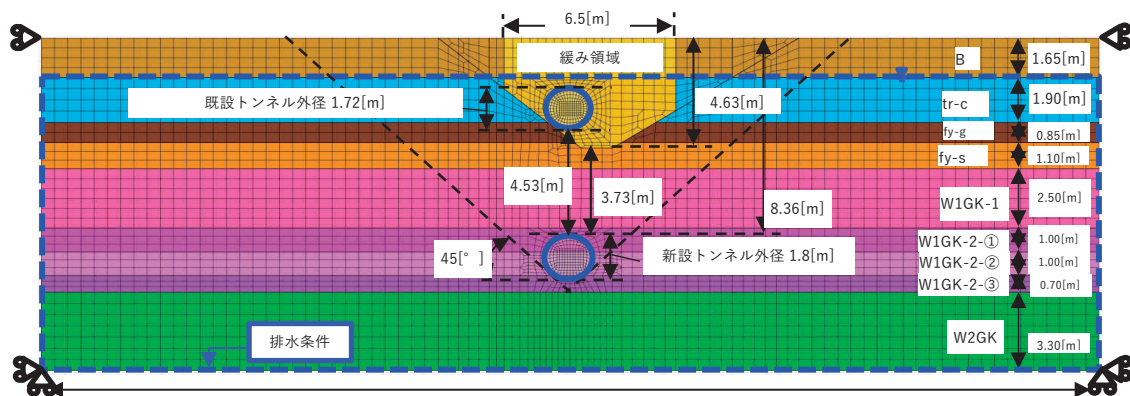 6.5[m]
緩み領域
B
1.65[m]
既設トンネル外径 1.72[m]
4.63[m]
tr-c
1.90[m]
fy-g
0.85[m]
fy-s
1.10[m]
4.53[m]
3.73[m]
8.36[m]
W1GK-1
2.50[m]
45[°]
新設トンネル外径 1.8[m]
W1GK-2-①
1.00[m]
W1GK-2-②
1.00[m]
W1GK-2-③
0.70[m]
排水条件
W2GK
3.30[m]